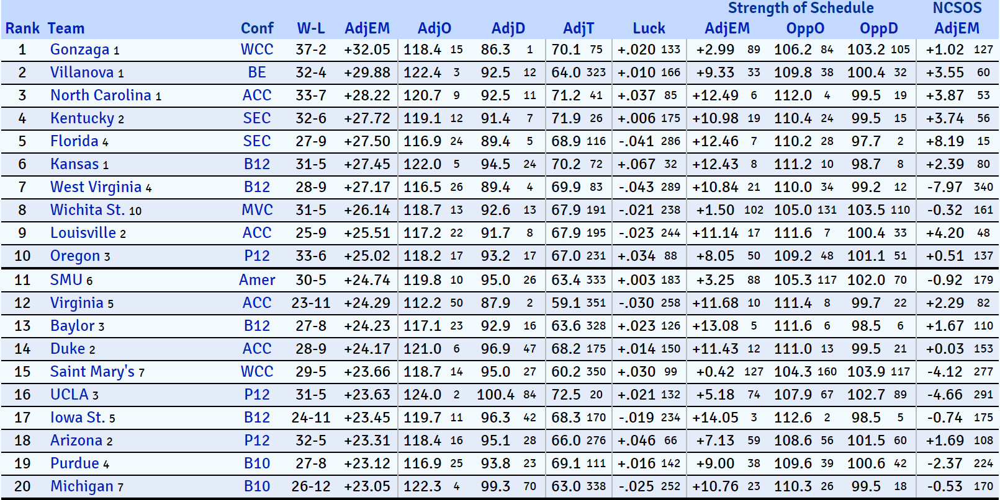 Strength of Schedule NCSOS
Rank Team Conf W-L AdjEM AdjO AdjD AdjT Luck AdjEM OppO OppD AdjEM
1 Gonzaga 1 WCC 37-2 +32.05 118.4 15 86.3 1 70.1 75 +.020 133 +2.99 89 106.2 84 103.2 105 +1.02 127
2 Villanova 1 BE 32-4 +29.88 122.4 3 92.5 12 64.0 323 +.010 166 +9.33 33 109.8 38 100.4 32 +3.55 60
3 North Carolina 1 ACC 33-7 +28.22 120.7 9 92.5 11 71.2 41 +.037 85 +12.49 6 112.0 4 99.5 19 +3.87 53
4 Kentucky 2 SEC 32-6 +27.72 119.1 12 91.4 7 71.9 26 +.006 175 +10.98 19 110.4 24 99.5 15 +3.74 56
5 Florida 4 SEC 27-9 +27.50 116.9 24 89.4 5 68.9 116 -.041 286 +12.46 7 110.2 28 97.7 2 +8.19 15
6 Kansas 1 B12 31-5 +27.45 122.0 5 94.5 24 70.2 72 +.067 32 +12.43 8 111.2 10 98.7 8 +2.39 80
7 West Virginia 4 B12 28-9 +27.17 116.5 26 89.4 4 69.9 83 -.043 289 +10.84 21 110.0 34 99.2 12 -7.97 340
8 Wichita St. 10 MVC 31-5 +26.14 118.7 13 92.6 13 67.9 191 -.021 238 +1.50 102 105.0 131 103.5 110 -0.32 161
9 Louisville 2 ACC 25-9 +25.51 117.2 22 91.7 8 67.9 195 -.023 244 +11.14 17 111.6 7 100.4 33 +4.20 48
10 Oregon 3 P12 33-6 +25.02 118.2 17 93.2 17 67.0 231 +.034 88 +8.05 50 109.2 48 101.1 51 +0.51 137
11 SMU 6 Amer 30-5 +24.74 119.8 10 95.0 26 63.4 333 +.003 183 +3.25 88 105.3 117 102.0 70 -0.92 179
12 Virginia 5 ACC 23-11 +24.29 112.2 50 87.9 2 59.1 351 -.030 258 +11.68 10 111.4 8 99.7 22 +2.29 82
13 Baylor 3 B12 27-8 +24.23 117.1 23 92.9 16 63.6 328 +.023 126 +13.08 5 111.6 6 98.5 6 +1.67 110
14 Duke 2 ACC 28-9 +24.17 121.0 6 96.9 47 68.2 175 +.014 150 +11.43 12 111.0 13 99.5 21 +0.03 153
15 Saint Mary's 7 WCC 29-5 +23.66 118.7 14 95.0 27 60.2 350 +.030 99 +0.42 127 104.3 160 103.9 117 -4.12 277
16 UCLA 3 P12 31-5 +23.63 124.0 2 100.4 84 72.5 20 +.021 132 +5.18 74 107.9 67 102.7 89 -4.66 291
17 Iowa St. 5 B12 24-11 +23.45 119.7 11 96.3 42 68.3 170 -.019 234 +14.05 3 112.6 2 98.5 5 -0.74 175
18 Arizona 2 P12 32-5 +23.31 118.4 16 95.1 28 66.0 276 +.046 66 +7.13 59 108.6 56 101.5 60 +1.69 108
19 Purdue 4 B10 27-8 +23.12 116.9 25 93.8 23 69.1 111 +.016 142 +9.00 38 109.6 39 100.6 42 -2.37 224
20 Michigan 7 B10 26-12 +23.05 122.3 4 99.3 70 63.0 338 -.025 252 +10.76 23 110.3 26 99.5 18 -0.53 170